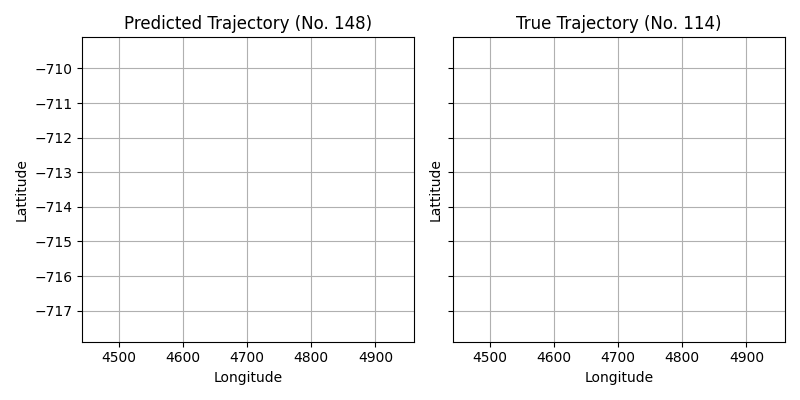 Predicted Trajectory (No. 148)
True Trajectory (No. 114)
−710
−711
−712
−713
−714
−715
−716
−717
Lattitude
Lattitude
4500 4600 4700 4800 4900
4500 4600 4700 4800 4900
Longitude
Longitude